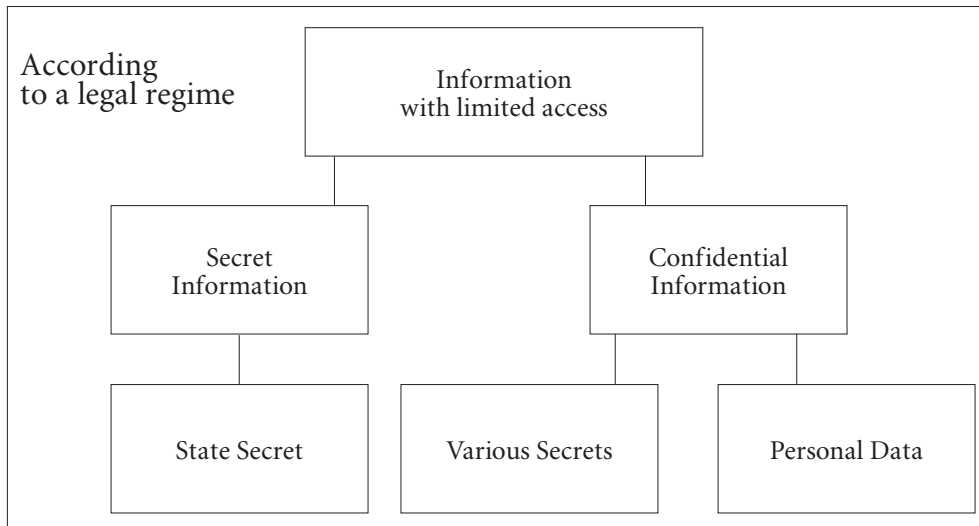 According
to a legal regime
Information
with limited access
Secret
Information
Confidential
Information
State Secret
Various Secrets
Personal Data